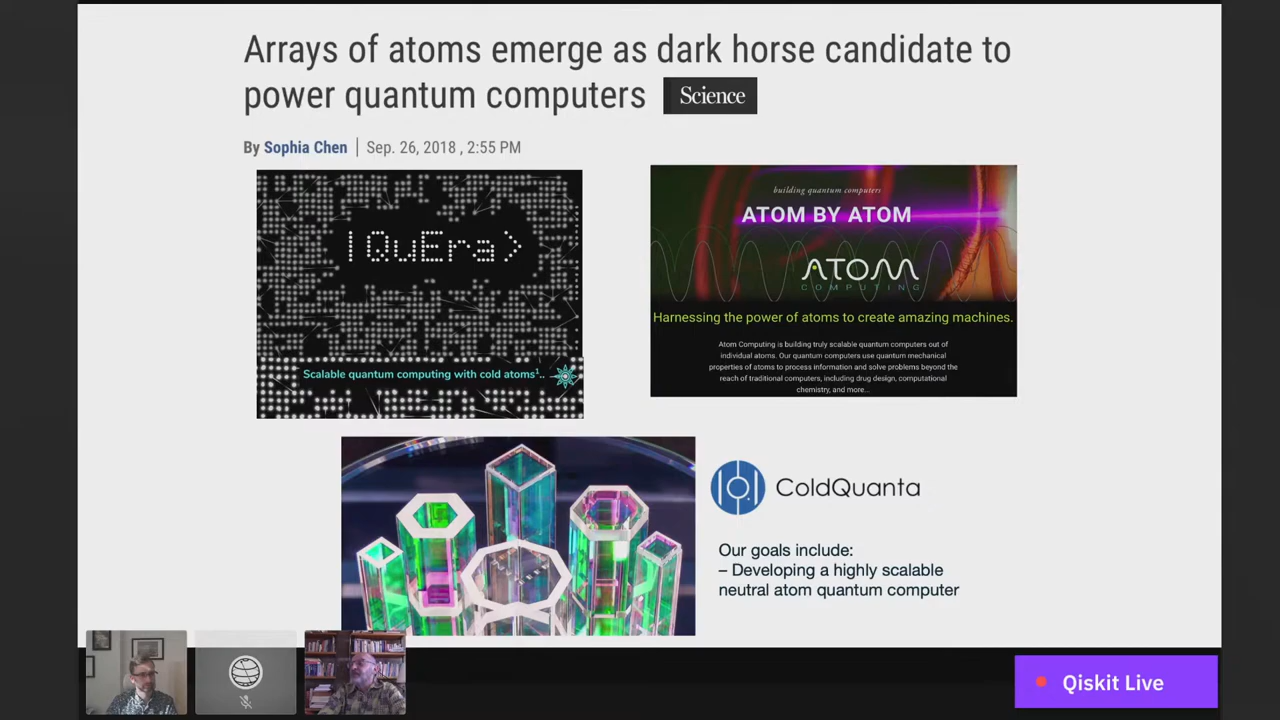 Arrays of atoms emerge as dark horse candidate to
power quantum computers Science
By Sophia Chen | Sep. 26, 2018 , 2:55 PM
|QuEra>
Scalable quantum computing with cold atoms¹..
building quantum computers
ATOM BY ATOM
ATOM
COMPUTING
Harnessing the power of atoms to create amazing machines.
Atom Computing is building truly scalable quantum computers out of
individual atoms. Our quantum computers use quantum mechanical
properties of atoms to process information and solve problems beyond the
reach of traditional computers, including drug design, computational
chemistry, and more...
ColdQuanta
Our goals include:
– Developing a highly scalable
neutral atom quantum computer
Qiskit Live